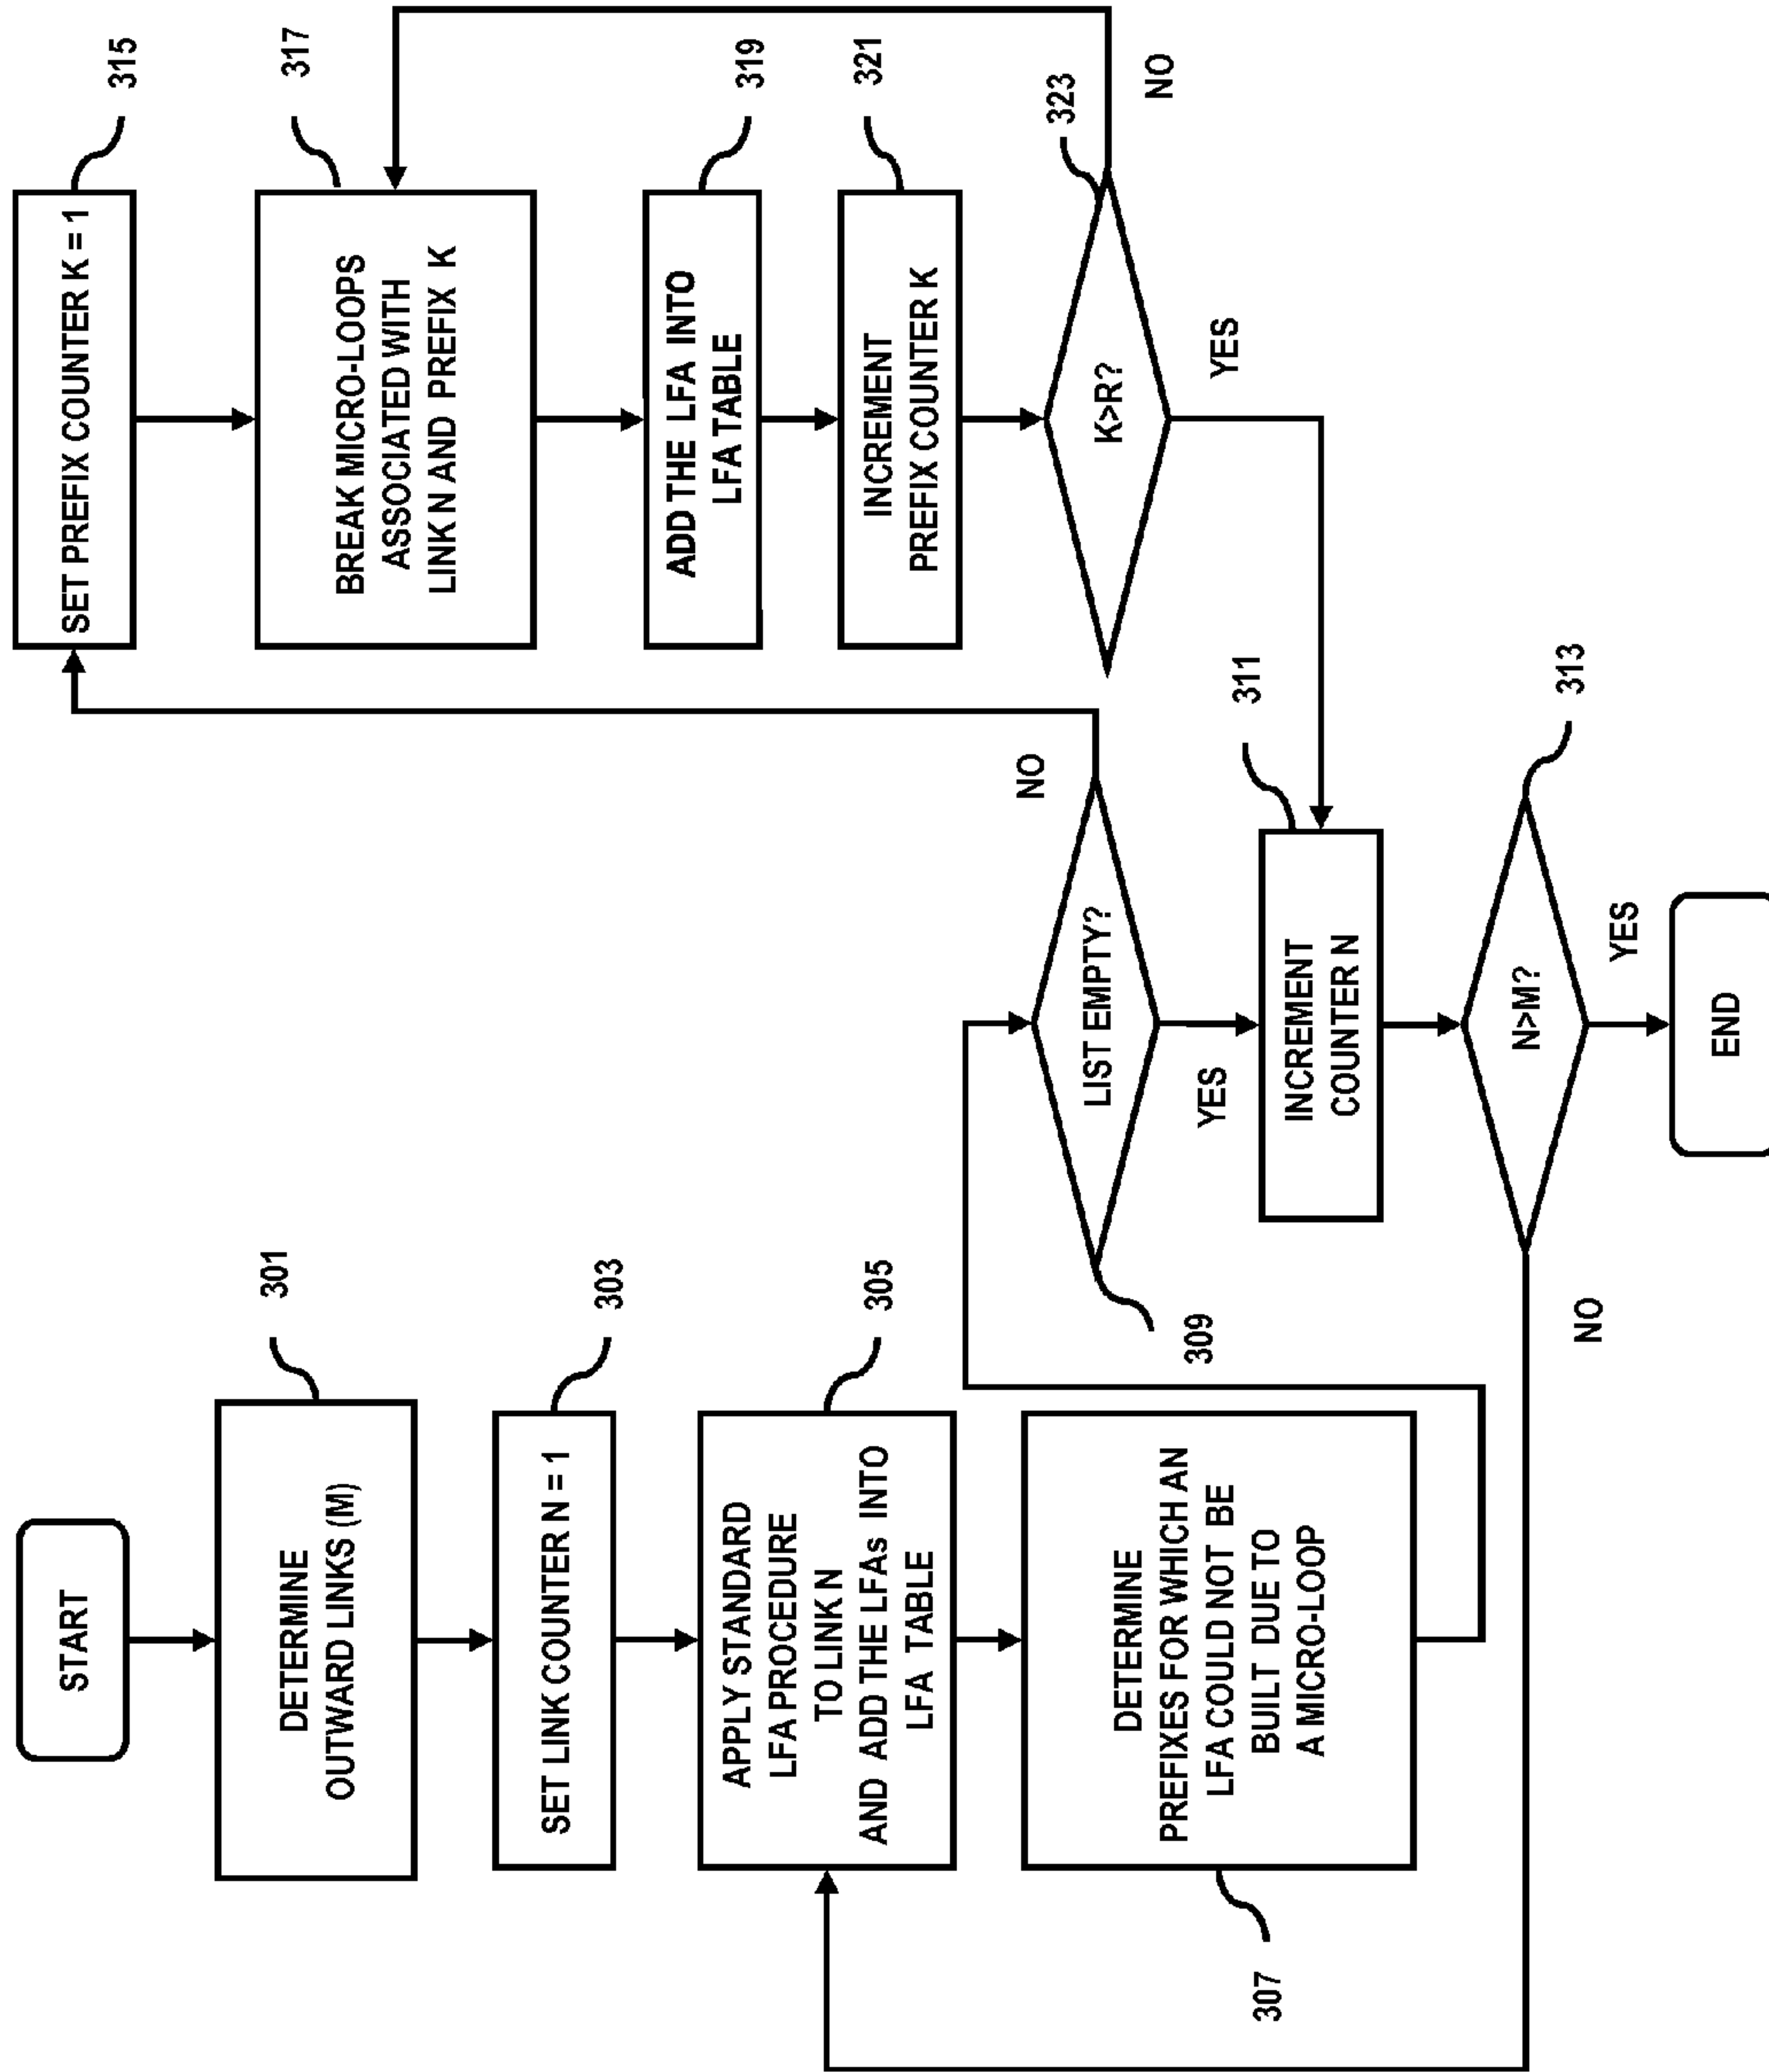 START
DETERMINE
OUTWARD LINKS (M)
301
SET LINK COUNTER N = 1
303
APPLY STANDARD
LFA PROCEDURE
TO LINK N
AND ADD THE LFAs INTO
LFA TABLE
305
DETERMINE
PREFIXES FOR WHICH AN
LFA COULD NOT BE
BUILT DUE TO
A MICRO-LOOP
307
LIST EMPTY?
309
NO
YES
INCREMENT
COUNTER N
311
N>M?
313
NO
YES
END
SET PREFIX COUNTER K = 1
315
BREAK MICRO-LOOPS
ASSOCIATED WITH
LINK N AND PREFIX K
317
ADD THE LFA INTO
LFA TABLE
319
INCREMENT
PREFIX COUNTER K
321
K>R?
323
NO
YES